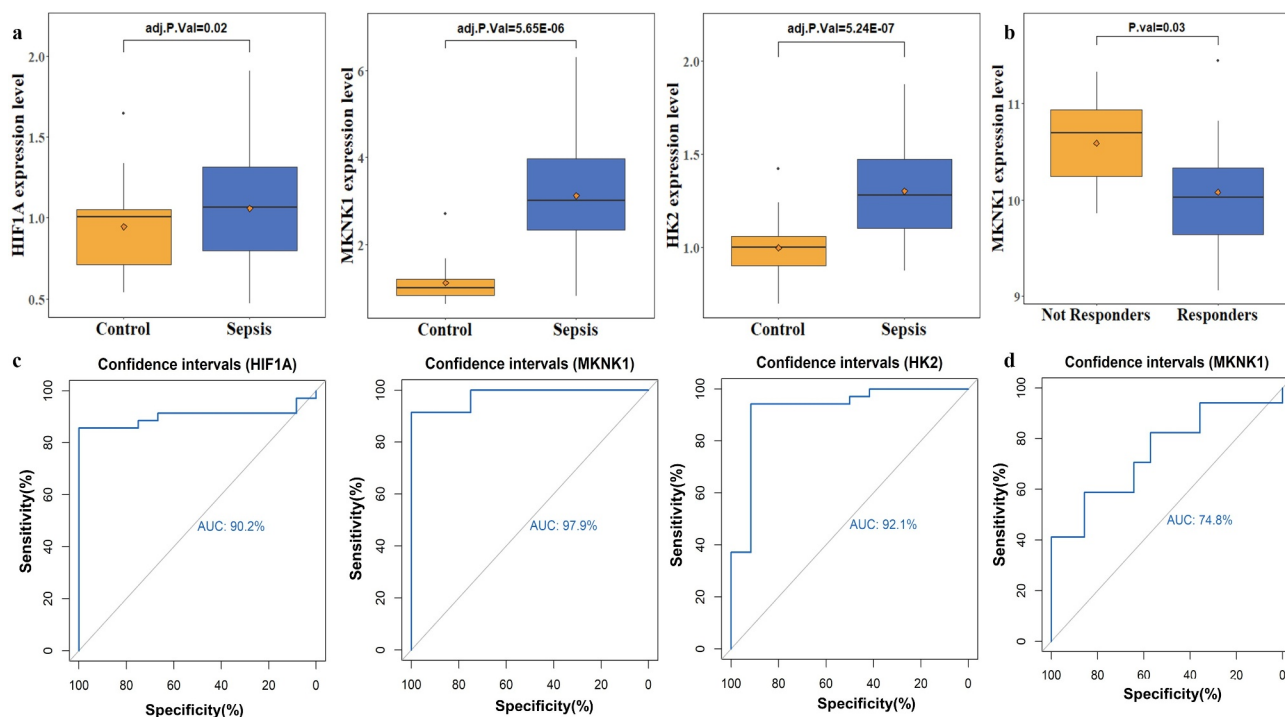 a
adj.P.Val=0.02
HIF1A expression level
2.0
1.5
1.0
0.5
Control
Sepsis
adj.P.Val=5.65E-06
MKNK1 expression level
6
4
2
Control
Sepsis
adj.P.Val=5.24E-07
HK2 expression level
2.0
1.5
1.0
Control
Sepsis
b
P.val=0.03
MKNK1 expression level
11
10
9
Not Responders
Responders
c
Confidence intervals (HIF1A)
Sensitivity(%)
100
80
60
40
20
0
AUC: 90.2%
100
80
60
40
20
0
Specificity(%)
Confidence intervals (MKNK1)
Sensitivity(%)
100
80
60
40
20
0
AUC: 97.9%
100
80
60
40
20
0
Specificity(%)
Confidence intervals (HK2)
Sensitivity(%)
100
80
60
40
20
0
AUC: 92.1%
100
80
60
40
20
0
Specificity(%)
d
Confidence intervals (MKNK1)
Sensitivity(%)
100
80
60
40
20
0
AUC: 74.8%
100
80
60
40
20
0
Specificity(%)